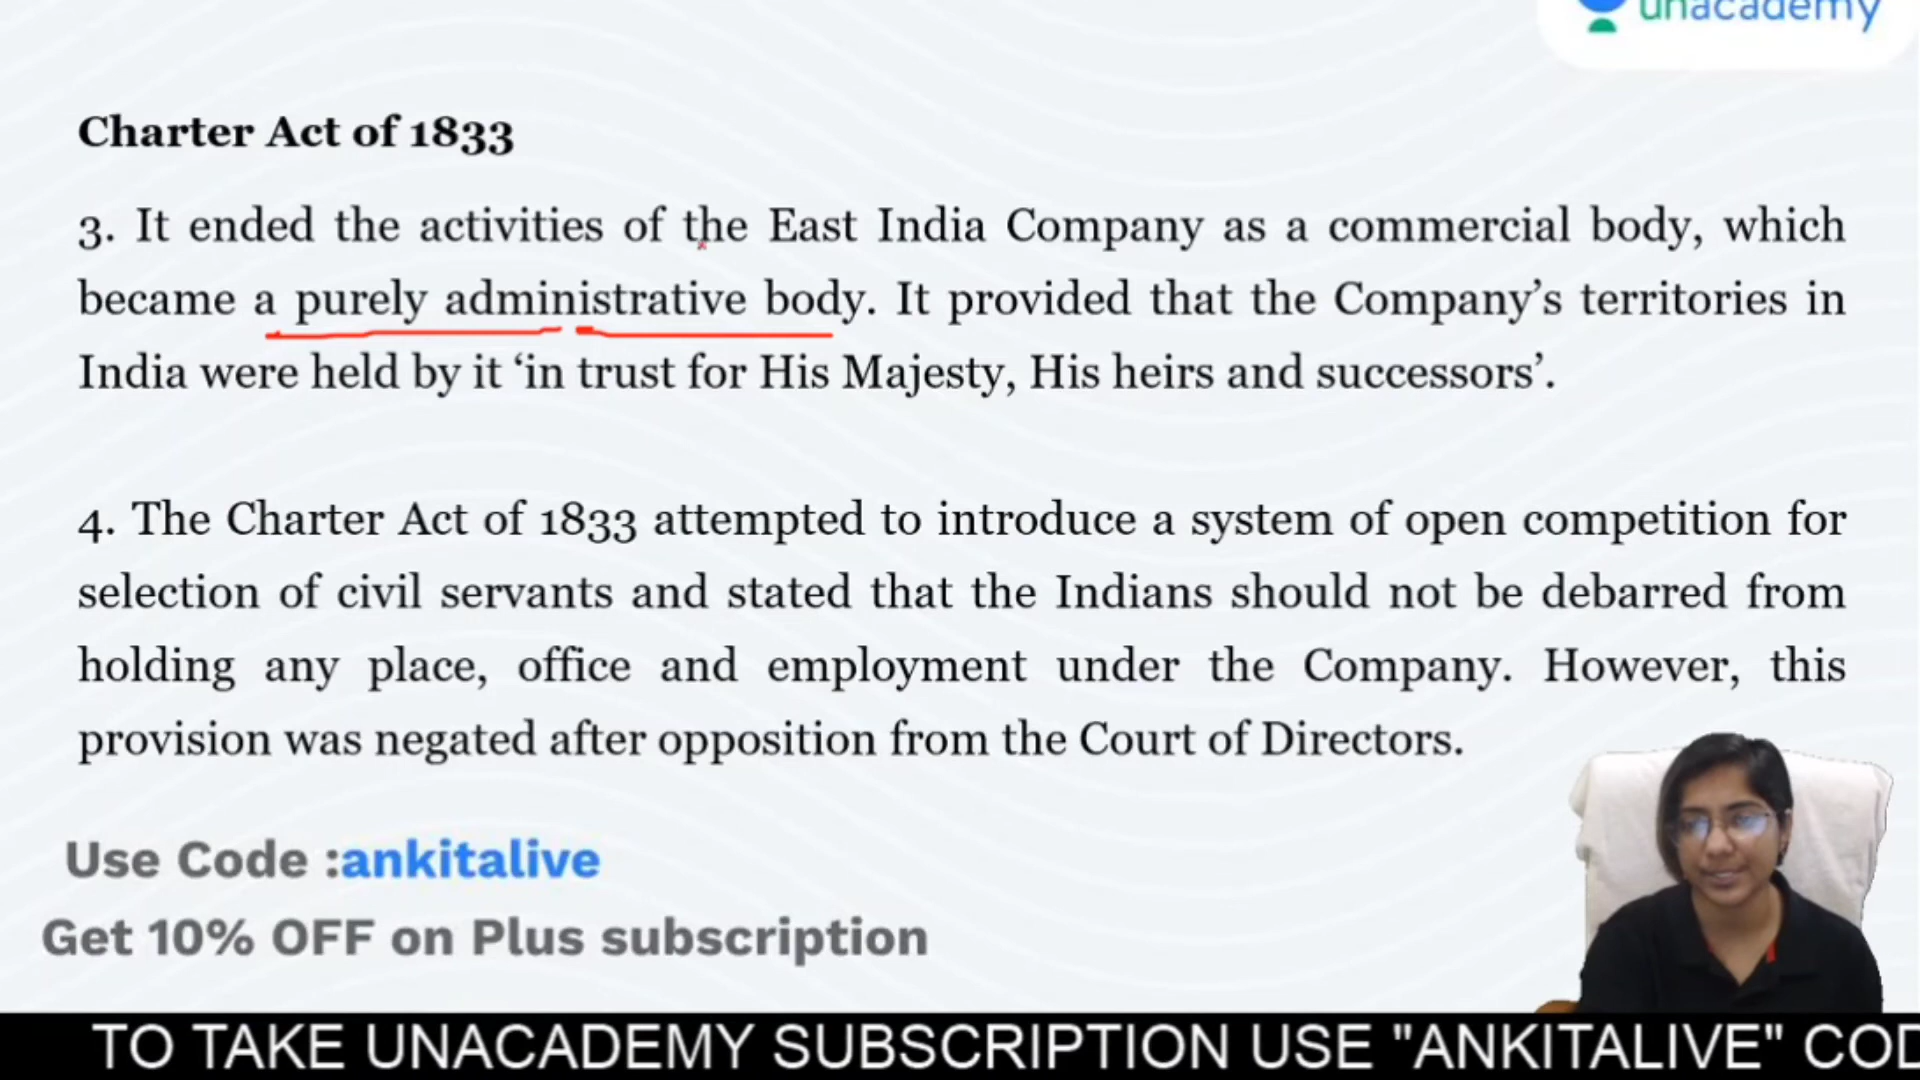 unacademy
Charter Act of 1833
3. It ended the activities of the East India Company as a commercial body, which
became a purely administrative body. It provided that the Company’s territories in
India were held by it ‘in trust for His Majesty, His heirs and successors’.
4. The Charter Act of 1833 attempted to introduce a system of open competition for
selection of civil servants and stated that the Indians should not be debarred from
holding any place, office and employment under the Company. However, this
provision was negated after opposition from the Court of Directors.
Use Code :ankitalive
Get 10% OFF on Plus subscription
TO TAKE UNACADEMY SUBSCRIPTION USE "ANKITALIVE" COD